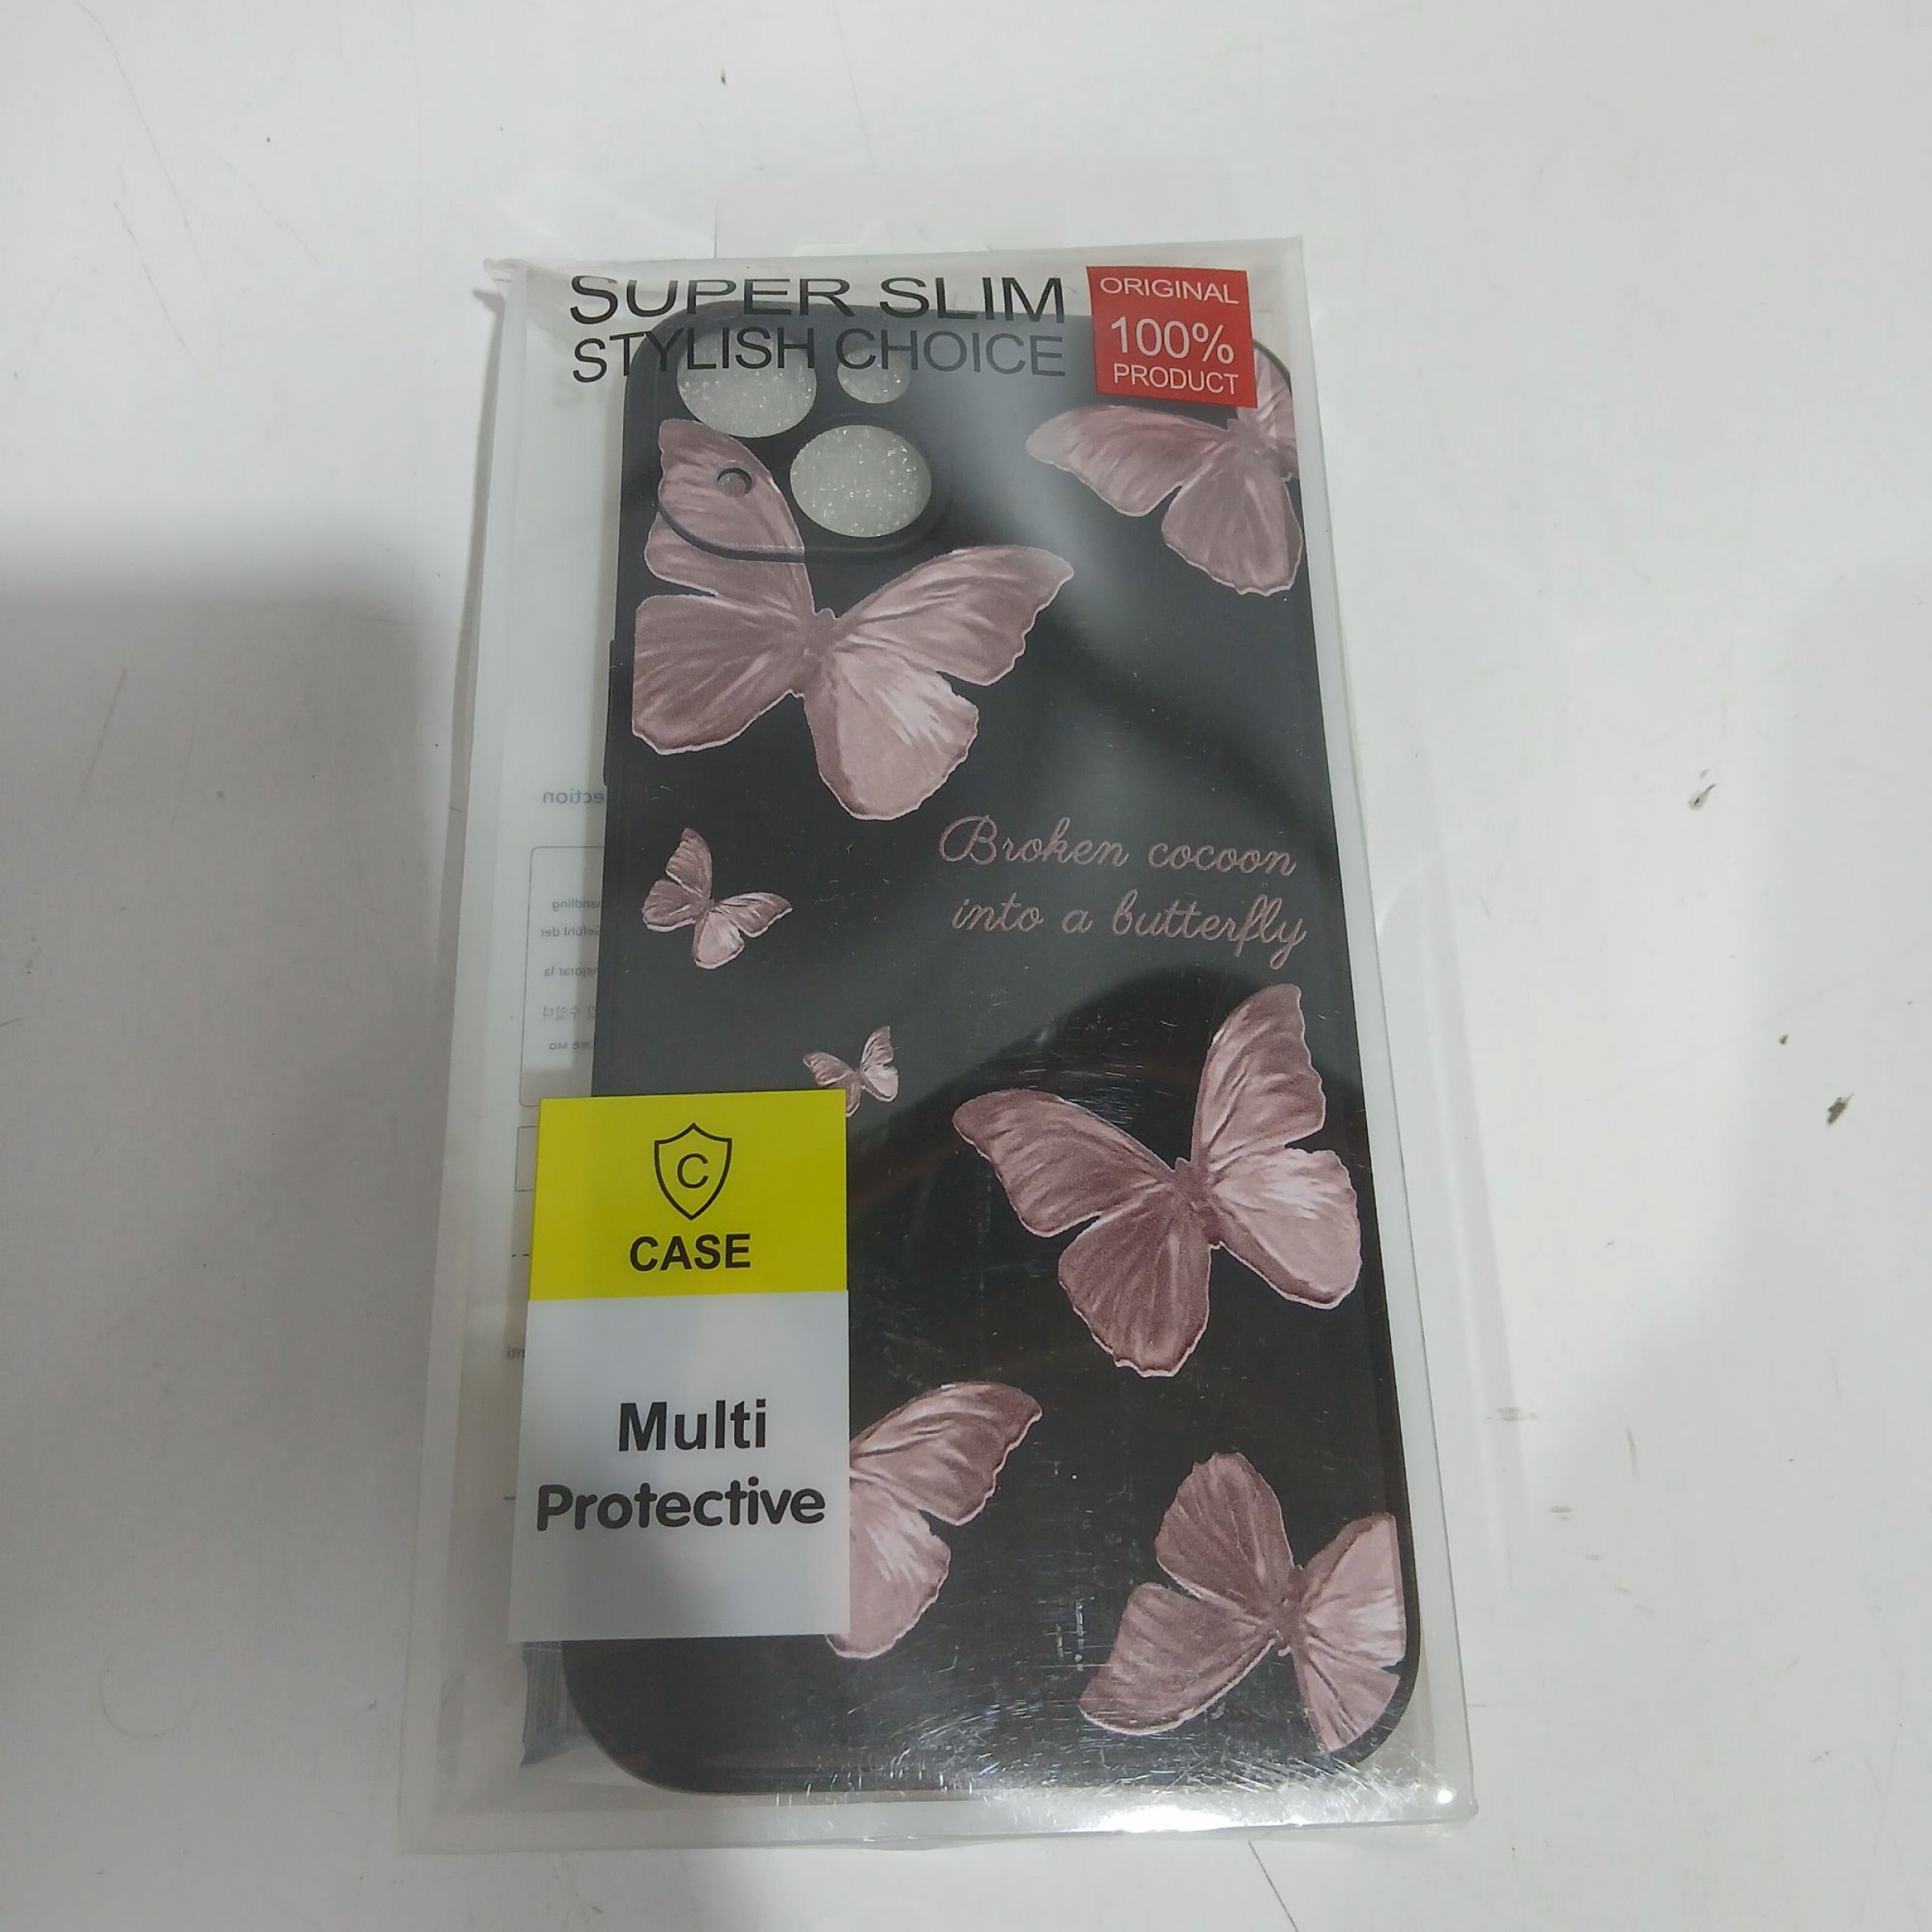 SUPER SLIM
STYLISH CHOICE
ORIGINAL
100%
PRODUCT
Broken cocoon
into a butterfly
C
CASE
Multi
Protective